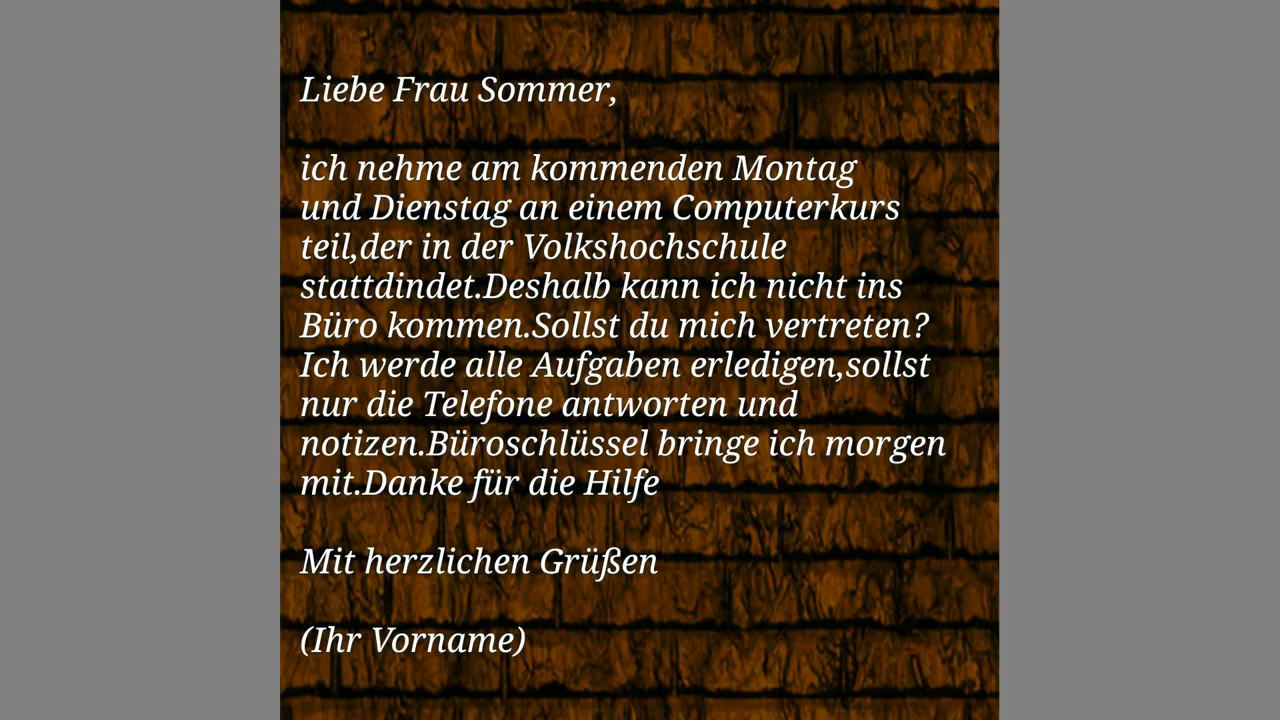 Liebe Frau Sommer,
ich nehme am kommenden Montag
und Dienstag an einem Computerkurs
teil,der in der Volkshochschule
stattdindet.Deshalb kann ich nicht ins
Büro kommen.Sollst du mich vertreten?
Ich werde alle Aufgaben erledigen,sollst
nur die Telefone antworten und
notizen.Büroschlüssel bringe ich morgen
mit.Danke für die Hilfe
Mit herzlichen Grüßen
(Ihr Vorname)